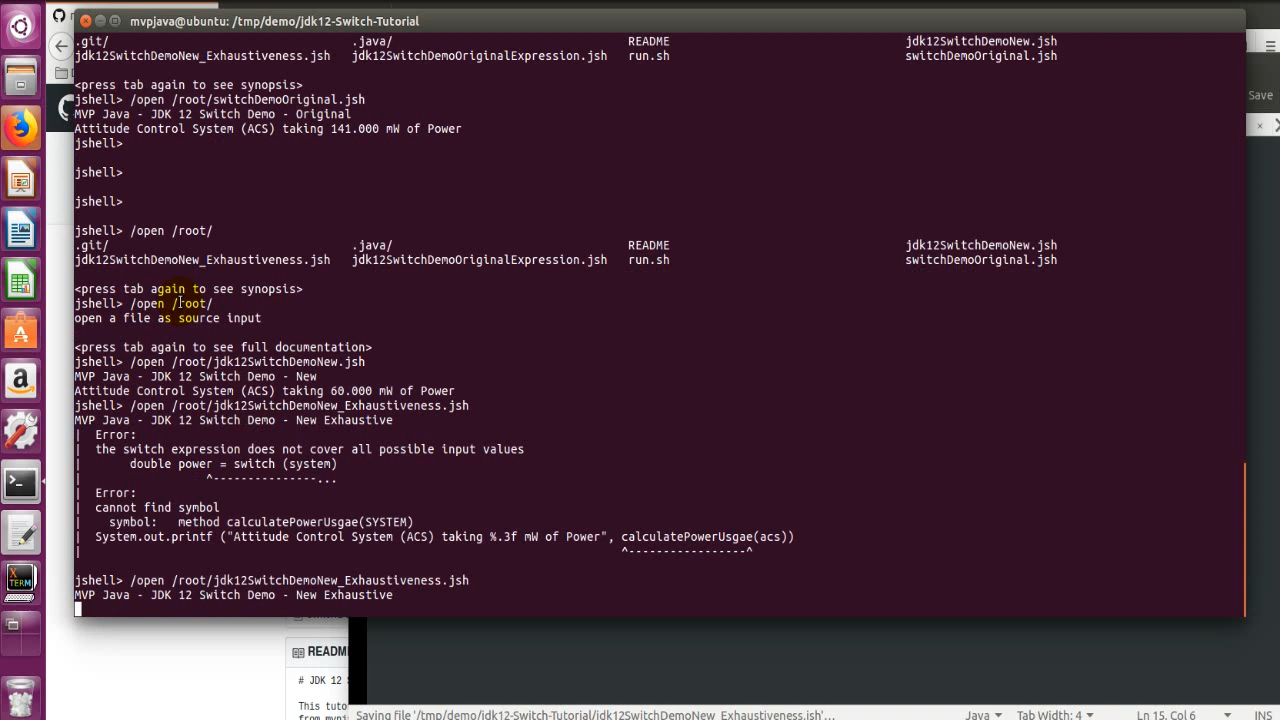 mvpjava@ubuntu: /tmp/demo/jdk12-Switch-Tutorial
.git/ .java/ README jdk12SwitchDemoNew.jsh
jdk12SwitchDemoNew_Exhaustiveness.jsh jdk12SwitchDemoOriginalExpression.jsh run.sh switchDemoOriginal.jsh
<press tab again to see synopsis>
jshell> /open /root/switchDemoOriginal.jsh
MVP Java - JDK 12 Switch Demo - Original
Attitude Control System (ACS) taking 141.000 mW of Power
jshell>
jshell>
jshell>
jshell> /open /root/
.git/ .java/ README jdk12SwitchDemoNew.jsh
jdk12SwitchDemoNew_Exhaustiveness.jsh jdk12SwitchDemoOriginalExpression.jsh run.sh switchDemoOriginal.jsh
<press tab again to see synopsis>
jshell> /open /root/
open a file as source input
<press tab again to see full documentation>
jshell> /open /root/jdk12SwitchDemoNew.jsh
MVP Java - JDK 12 Switch Demo - New
Attitude Control System (ACS) taking 60.000 mW of Power
jshell> /open /root/jdk12SwitchDemoNew_Exhaustiveness.jsh
MVP Java - JDK 12 Switch Demo - New Exhaustive
| Error:
| the switch expression does not cover all possible input values
| double power = switch (system)
| ^---------------...
| Error:
| cannot find symbol
| symbol: method calculatePowerUsgae(SYSTEM)
| System.out.printf ("Attitude Control System (ACS) taking %.3f mW of Power", calculatePowerUsgae(acs))
| ^-----------------^
jshell> /open /root/jdk12SwitchDemoNew_Exhaustiveness.jsh
MVP Java - JDK 12 Switch Demo - New Exhaustive
Save
README
# JDK 12 S
This tuto
from mvpj
Saving file '/tmp/demo/jdk12-Switch-Tutorial/jdk12SwitchDemoNew_Exhaustiveness.jsh'... Java Tab Width: 4 Ln 15, Col 6 INS